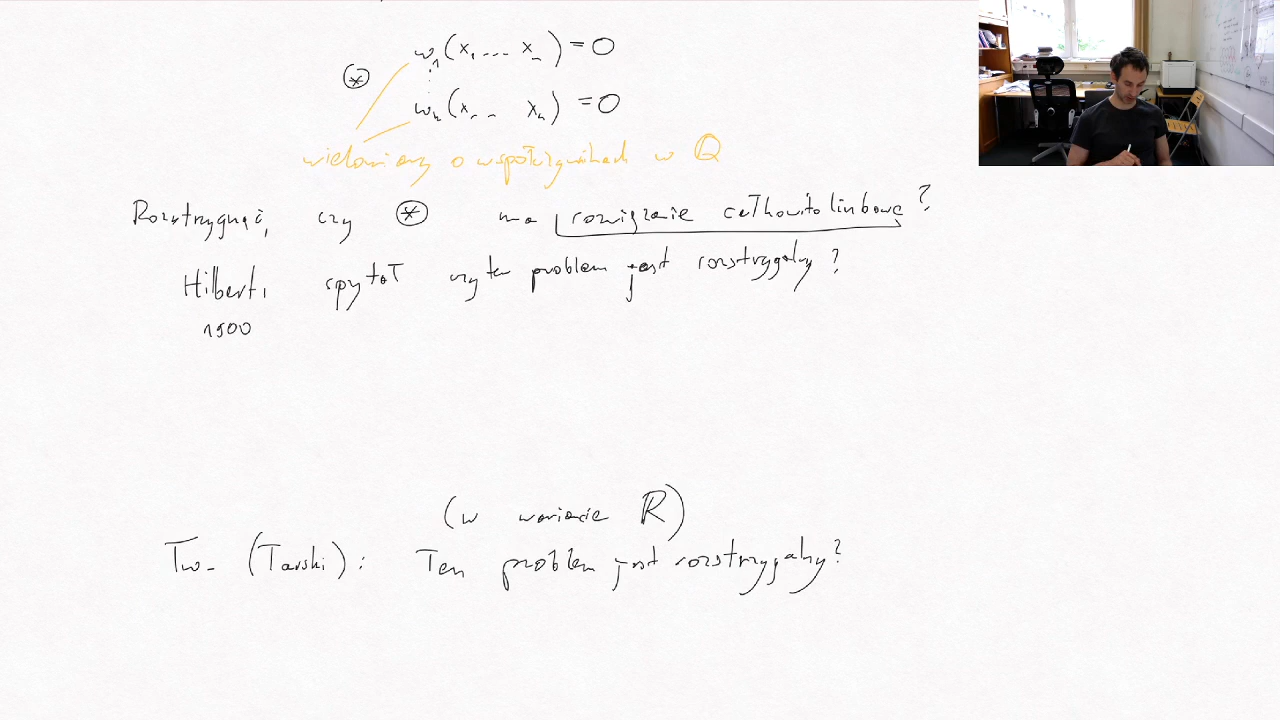 w₁(x₁ ... xₙ) = 0
⊛
wₖ(x₁ .. xₙ) = 0
wielomiany o współczynnikach w ℚ
Rozstrzygnąć, czy ⊛ ma rozwiązanie całkowitoliczbowe?
Hilbert, spytał czy ten problem jest rozstrzygalny?
1900
(w wariancie ℝ)
Tw. (Tarski): Ten problem jest rozstrzygalny?